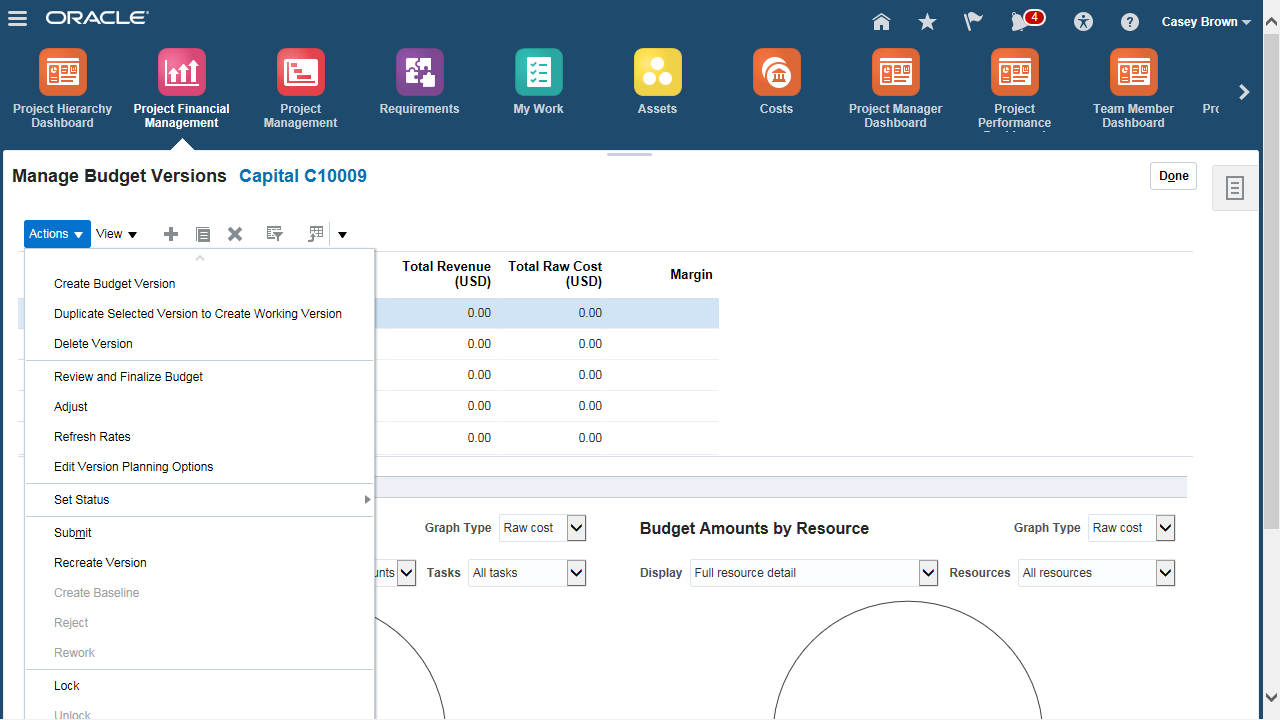 ORACLE
4
Casey Brown
Project Hierarchy
Dashboard
Project Financial
Management
Project
Management
Requirements
My Work
Assets
Costs
Project Manager
Dashboard
Project
Performance
Team Member
Dashboard
Manage Budget Versions Capital C10009
Done
Actions
View
Create Budget Version
Duplicate Selected Version to Create Working Version
Delete Version
Review and Finalize Budget
Adjust
Refresh Rates
Edit Version Planning Options
Set Status
Submit
Recreate Version
Create Baseline
Reject
Rework
Lock
Unlock
Total Revenue
(USD)
Total Raw Cost
(USD)
Margin
0.00 0.00
0.00 0.00
0.00 0.00
0.00 0.00
0.00 0.00
Graph Type Raw cost
Tasks All tasks
Budget Amounts by Resource
Graph Type Raw cost
Display Full resource detail
Resources All resources